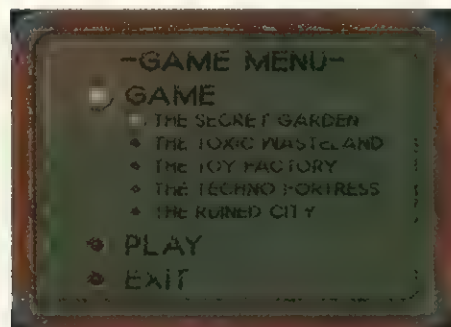 -GAME MENU-
GAME
THE SECRET GARDEN
THE TOXIC WASTELAND
THE TOY FACTORY
THE TECHNO FORTRESS
THE RUINED CITY
PLAY
EXIT